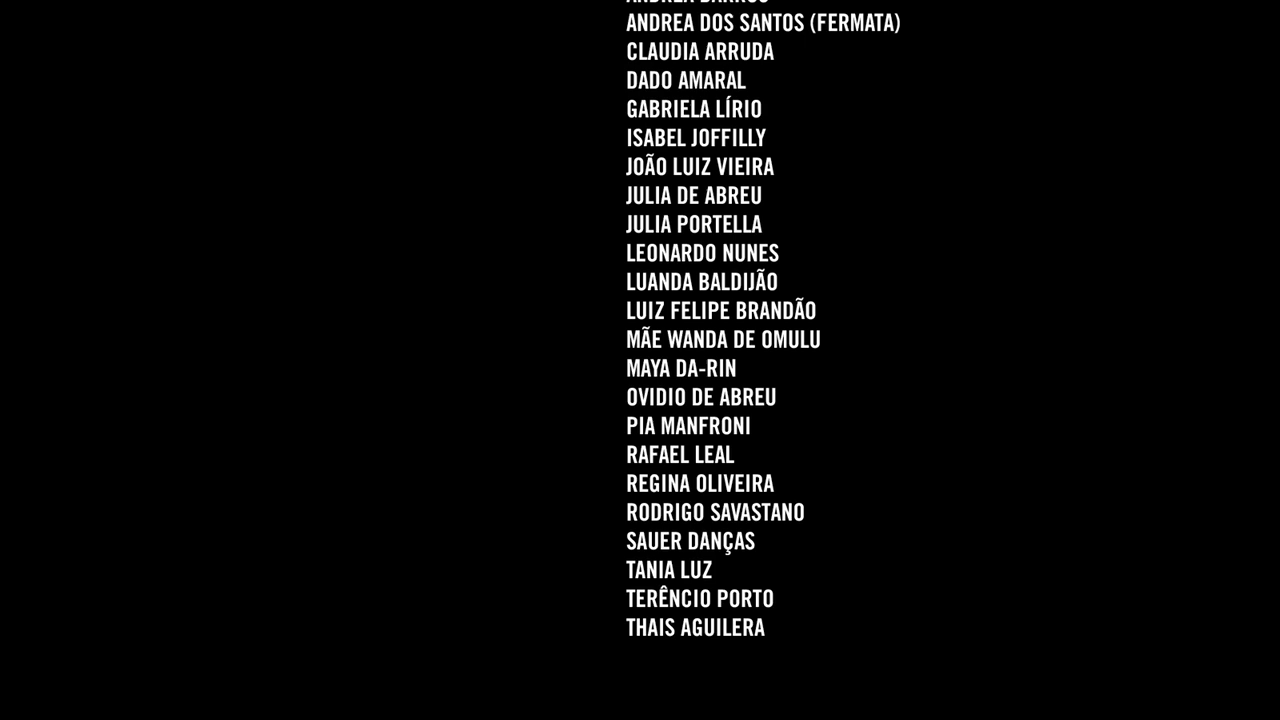 ANDREA BARROS
ANDREA DOS SANTOS (FERMATA)
CLAUDIA ARRUDA
DADO AMARAL
GABRIELA LÍRIO
ISABEL JOFFILLY
JOÃO LUIZ VIEIRA
JULIA DE ABREU
JULIA PORTELLA
LEONARDO NUNES
LUANDA BALDIJÃO
LUIZ FELIPE BRANDÃO
MÃE WANDA DE OMULU
MAYA DA-RIN
OVIDIO DE ABREU
PIA MANFRONI
RAFAEL LEAL
REGINA OLIVEIRA
RODRIGO SAVASTANO
SAUER DANÇAS
TANIA LUZ
TERÊNCIO PORTO
THAIS AGUILERA